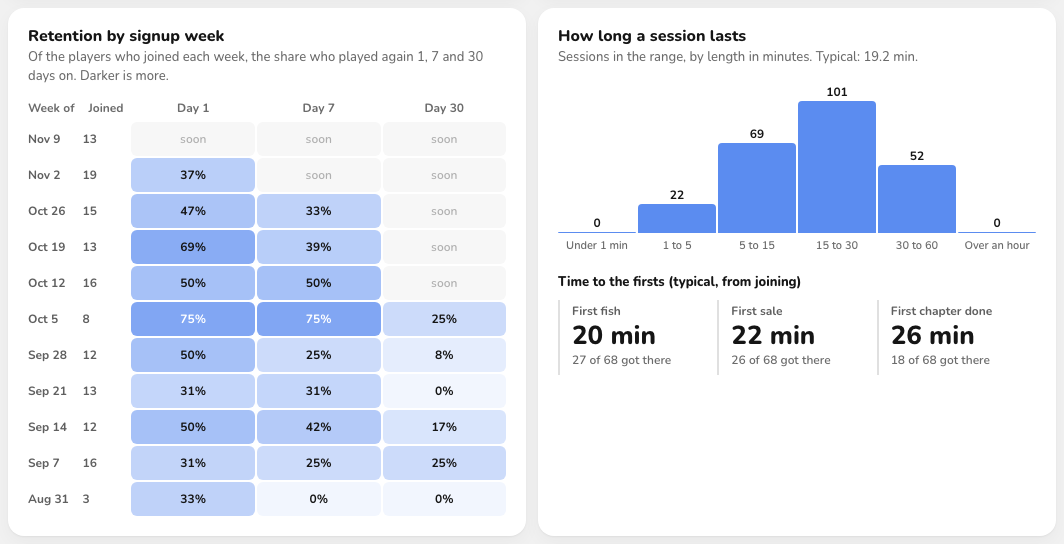 Retention by signup week
Of the players who joined each week, the share who played again 1, 7 and 30
days on. Darker is more.
Week of Joined Day 1 Day 7 Day 30
Nov 9 13 soon soon soon
Nov 2 19 37% soon soon
Oct 26 15 47% 33% soon
Oct 19 13 69% 39% soon
Oct 12 16 50% 50% soon
Oct 5 8 75% 75% 25%
Sep 28 12 50% 25% 8%
Sep 21 13 31% 31% 0%
Sep 14 12 50% 42% 17%
Sep 7 16 31% 25% 25%
Aug 31 3 33% 0% 0%
How long a session lasts
Sessions in the range, by length in minutes. Typical: 19.2 min.
0 22 69 101 52 0
Under 1 min 1 to 5 5 to 15 15 to 30 30 to 60 Over an hour
Time to the firsts (typical, from joining)
First fish First sale First chapter done
20 min 22 min 26 min
27 of 68 got there 26 of 68 got there 18 of 68 got there